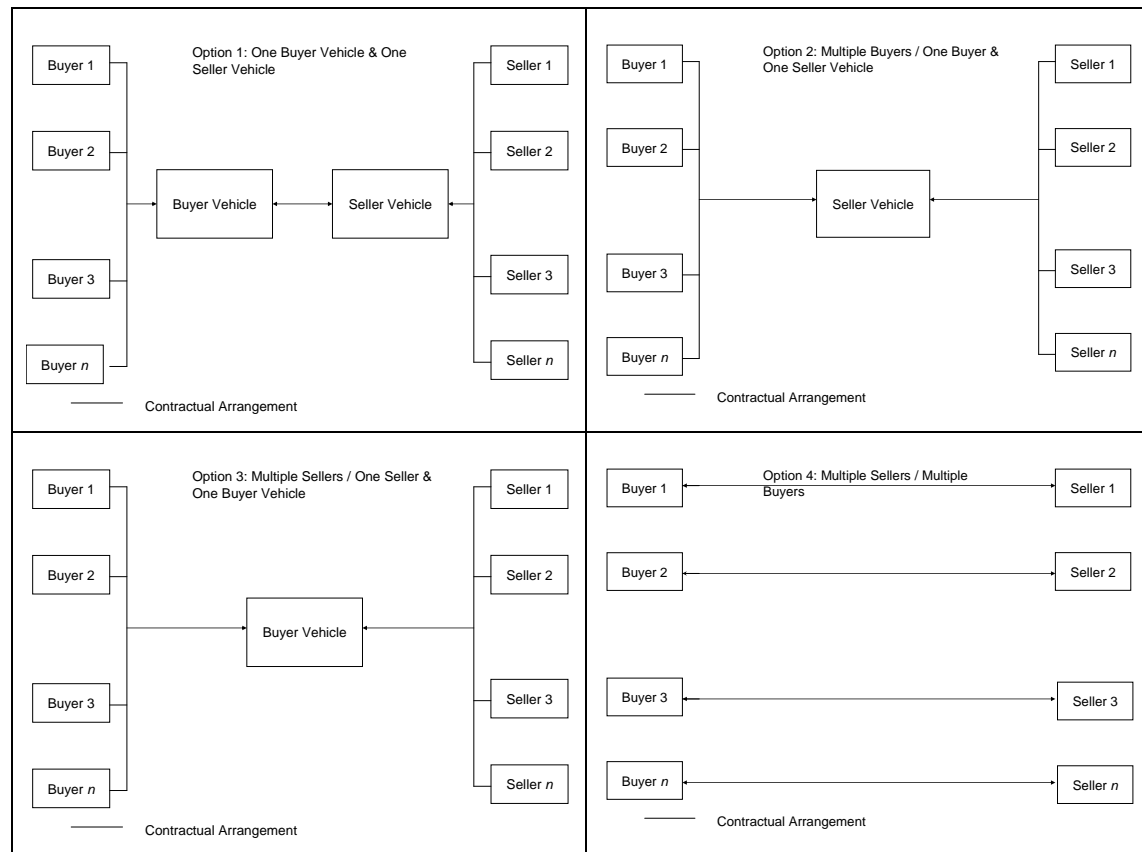 Option 1: One Buyer Vehicle & One
Seller Vehicle
Buyer 1
Seller 1
Buyer 2
Seller 2
Buyer Vehicle
Seller Vehicle
Buyer 3
Seller 3
Buyer n
Seller n
Contractual Arrangement
Option 2: Multiple Buyers / One Buyer &
One Seller Vehicle
Buyer 1
Seller 1
Buyer 2
Seller 2
Seller Vehicle
Buyer 3
Seller 3
Buyer n
Seller n
Contractual Arrangement
Option 3: Multiple Sellers / One Seller &
One Buyer Vehicle
Buyer 1
Seller 1
Buyer 2
Seller 2
Buyer Vehicle
Buyer 3
Seller 3
Buyer n
Seller n
Contractual Arrangement
Option 4: Multiple Sellers / Multiple
Buyers
Buyer 1
Seller 1
Buyer 2
Seller 2
Buyer 3
Seller 3
Buyer n
Seller n
Contractual Arrangement